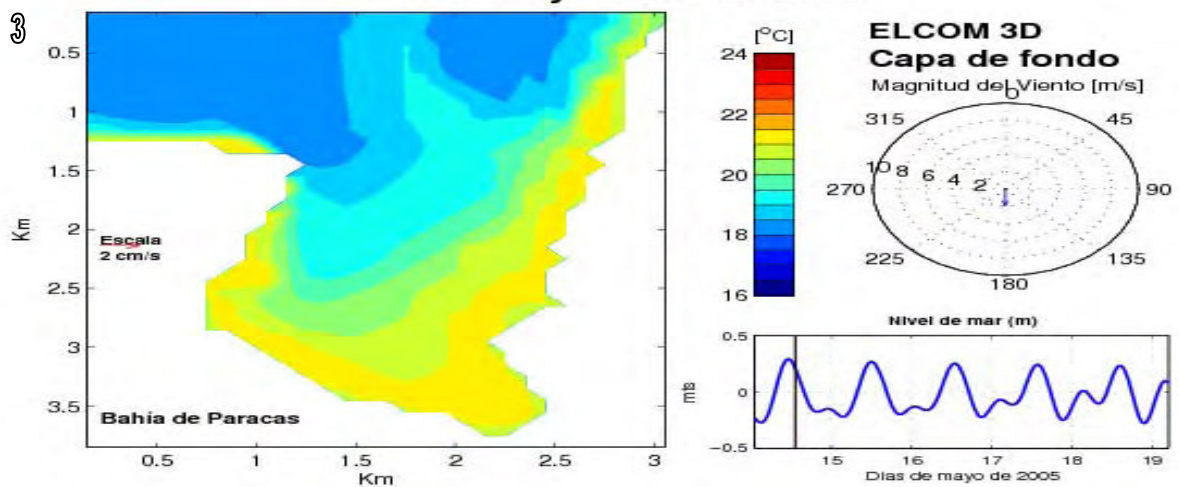 3
0.5
1
1.5
2
2.5
3
3.5
Km
Escala
2 cm/s
Bahía de Paracas
0.5 1 1.5 2 2.5 3
Km
[°C]
24
22
20
18
16
ELCOM 3D
Capa de fondo
Magnitud del Viento [m/s]
0
315 45
10 8 6 4 2
270 90
225 135
180
Nivel de mar (m)
0.5
0
−0.5
mts
15 16 17 18 19
Dias de mayo de 2005